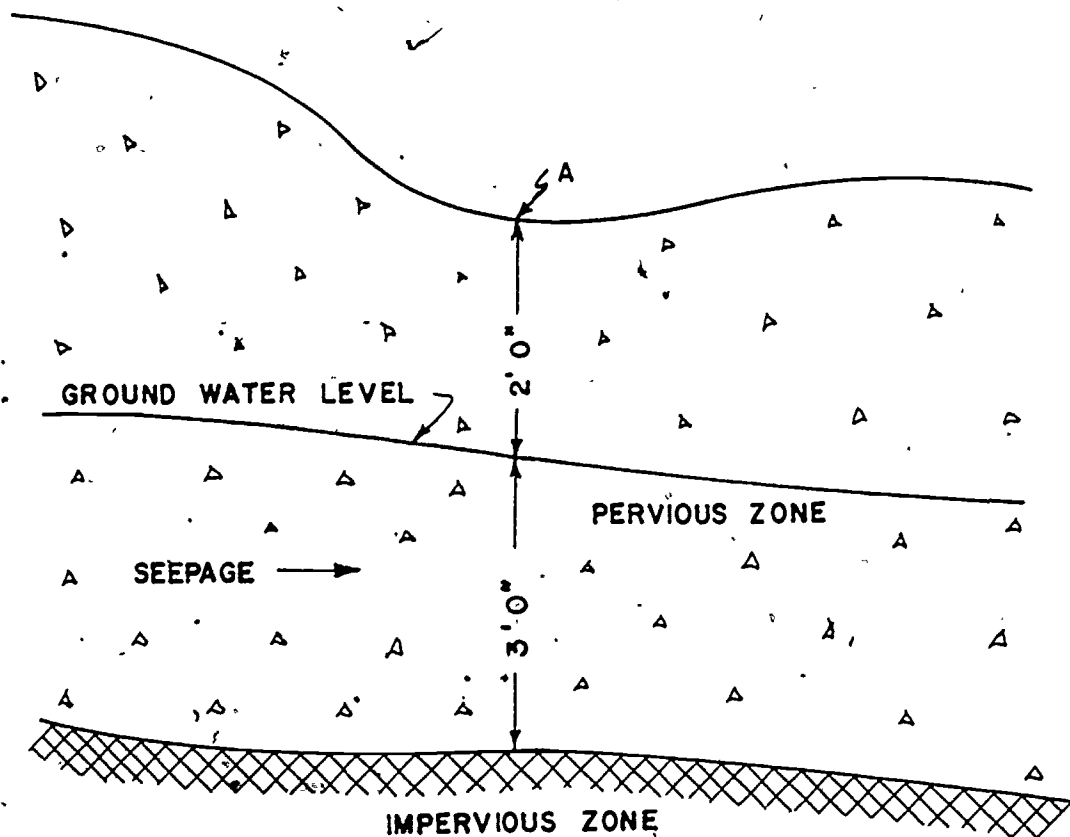 A
2' 0"
GROUND WATER LEVEL
PERVIOUS ZONE
SEEPAGE
3' 0"
IMPERVIOUS ZONE